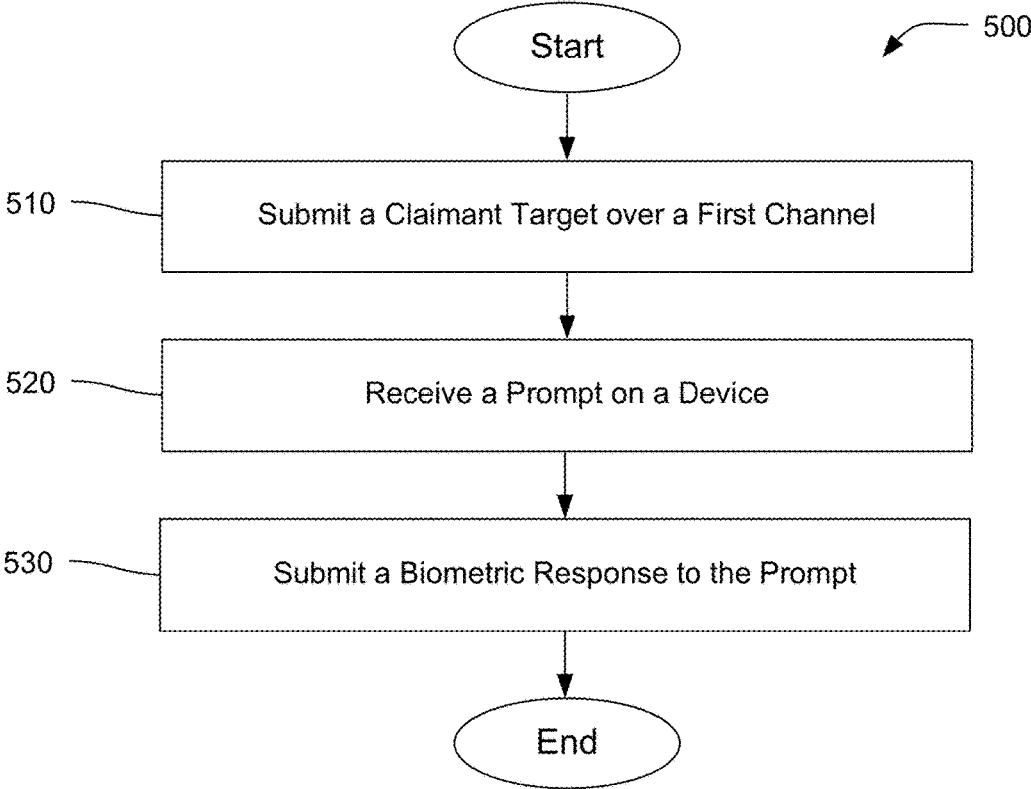 Start
500
510
Submit a Claimant Target over a First Channel
520
Receive a Prompt on a Device
530
Submit a Biometric Response to the Prompt
End